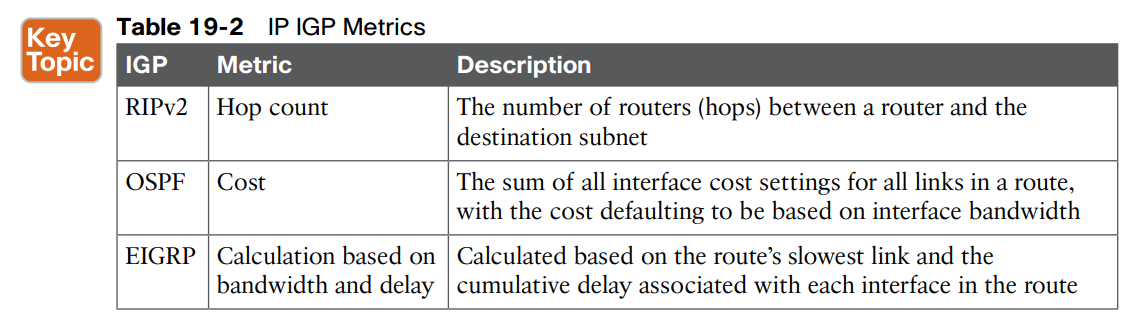 Key
Topic
Table 19-2 IP IGP Metrics
IGP Metric Description
RIPv2 Hop count The number of routers (hops) between a router and the
destination subnet
OSPF Cost The sum of all interface cost settings for all links in a route,
with the cost defaulting to be based on interface bandwidth
EIGRP Calculation based on Calculated based on the route’s slowest link and the
bandwidth and delay cumulative delay associated with each interface in the route